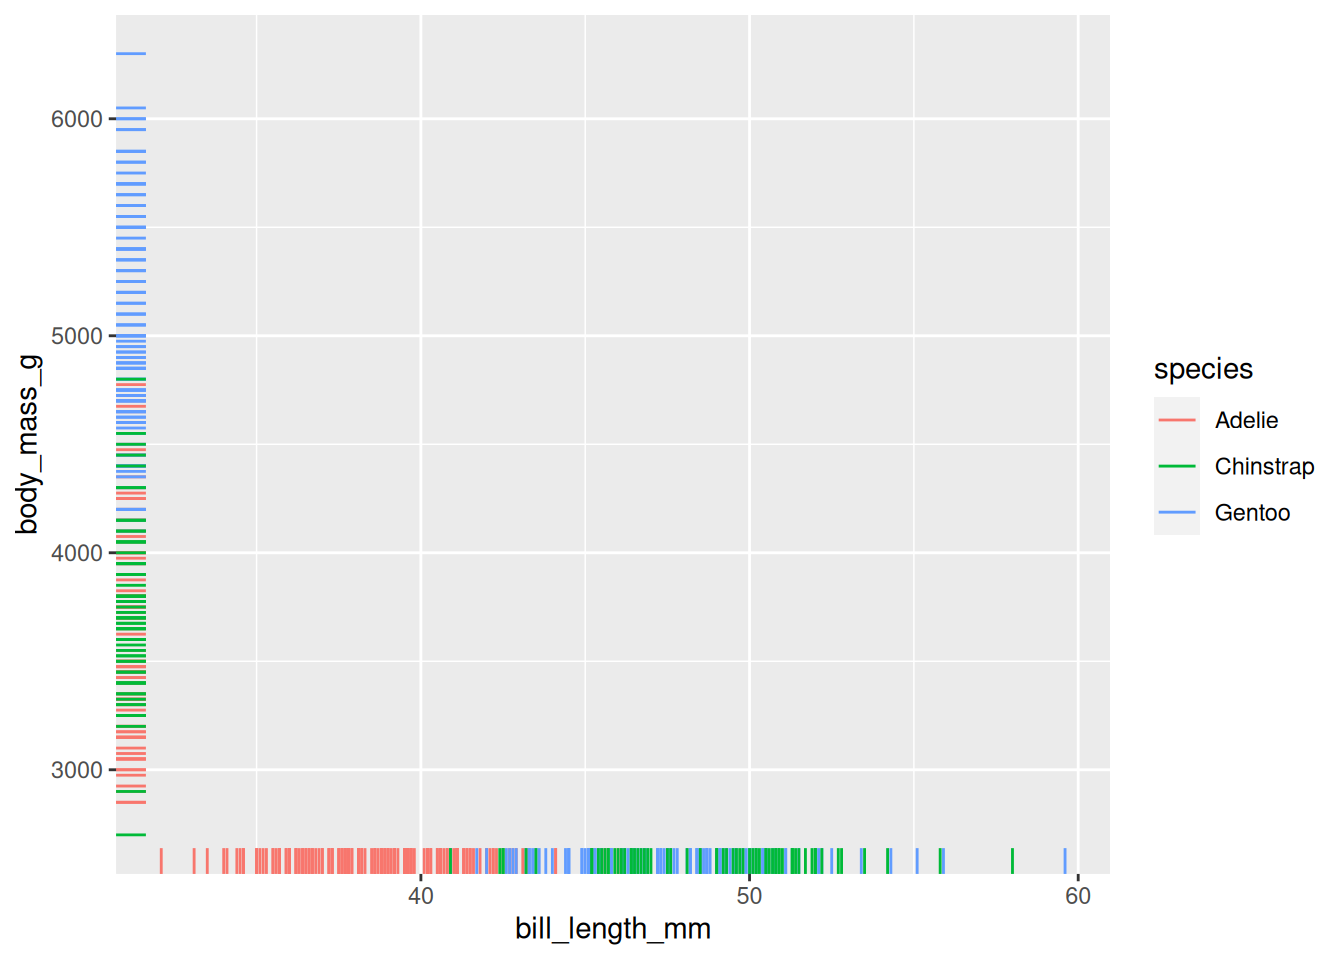 6000
5000
4000
3000
body_mass_g
40
50
60
bill_length_mm
species
Adelie
Chinstrap
Gentoo